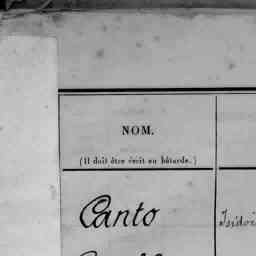 NOM.
(Il doit être écrit en bâtarde.)
Canto